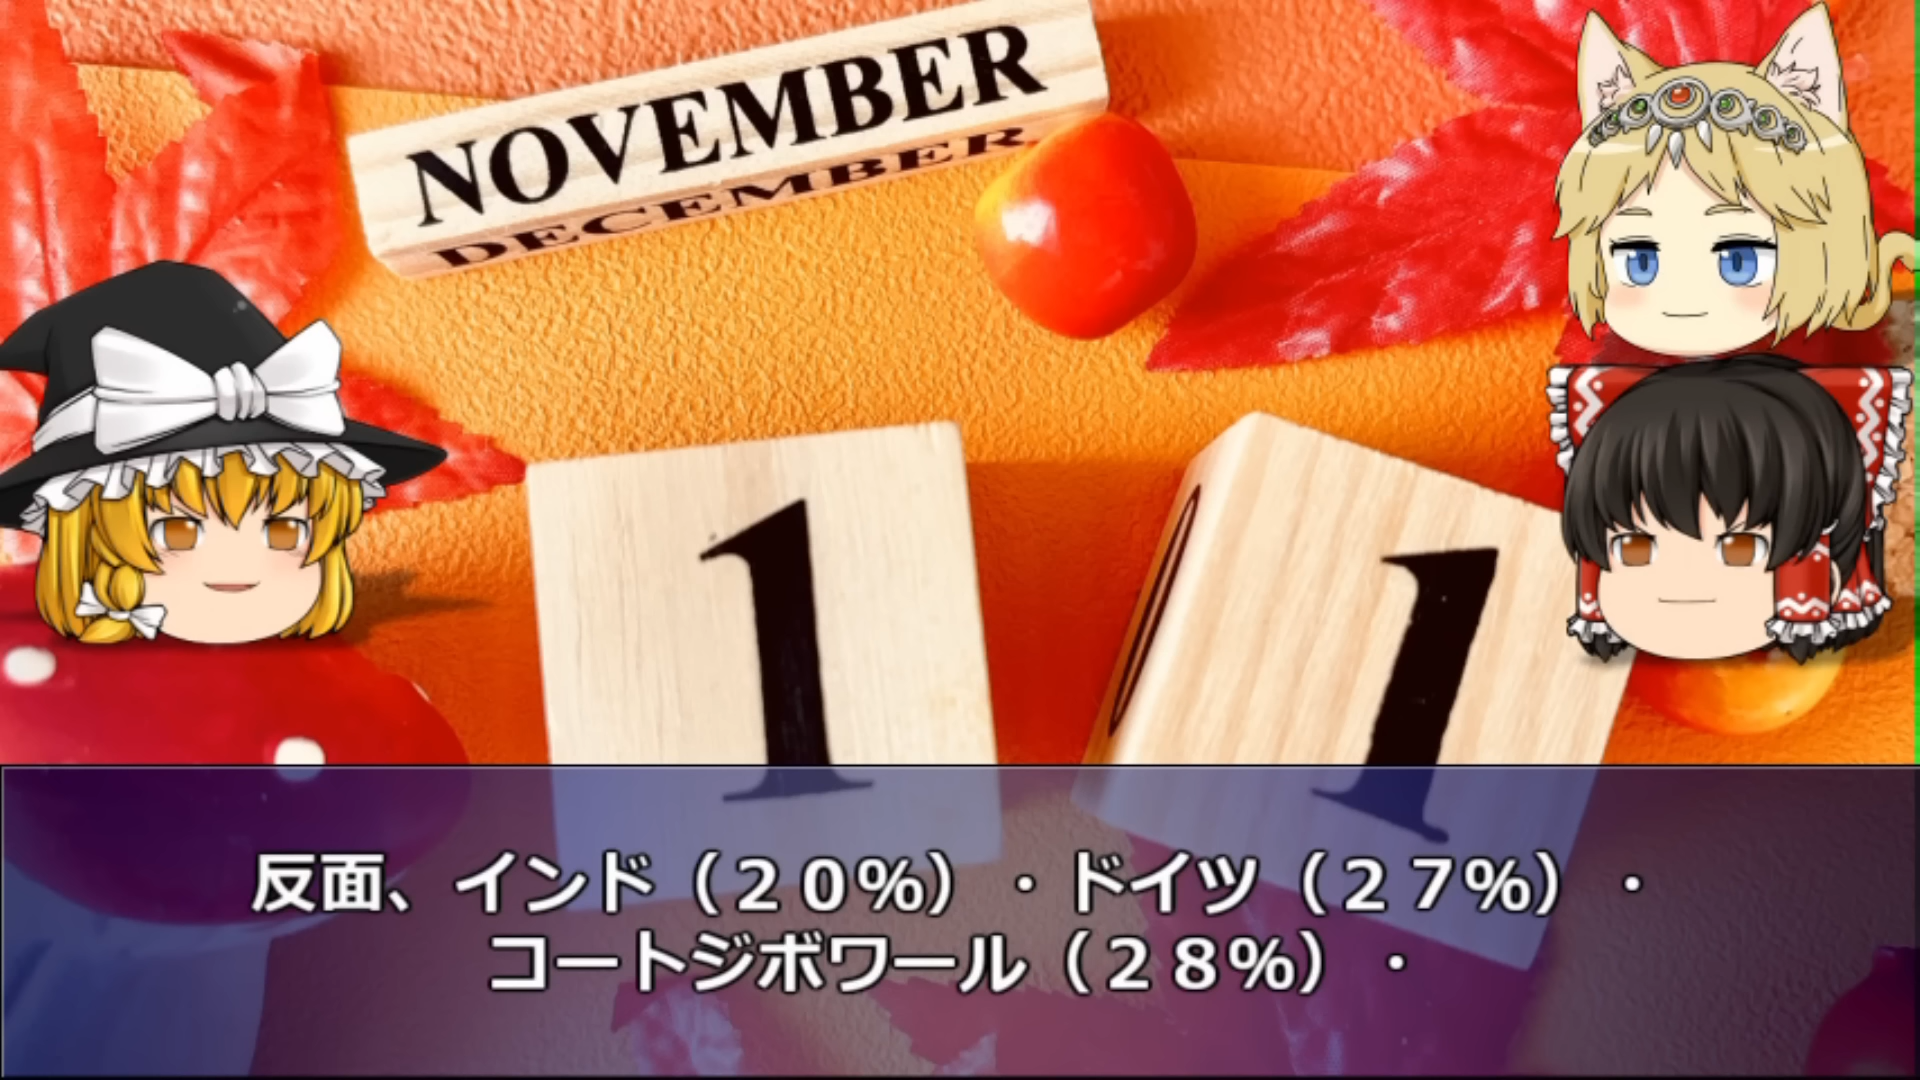 NOVEMBER
DECEMBER
1 1
反面、インド（２０％）・ドイツ（２７％）・
コートジボワール（２８％）・